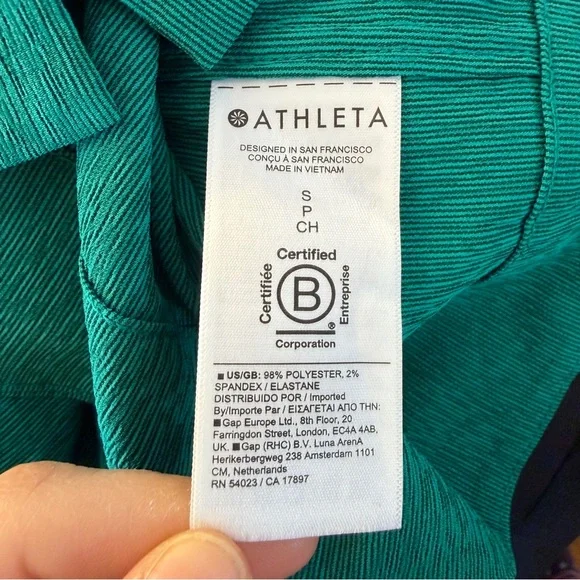 ATHLETA
DESIGNED IN SAN FRANCISCO
CONÇU À SAN FRANCISCO
MADE IN VIETNAM
S
P
CH
Certified
Certifiée
B
Entreprise
®
Corporation
■ US/GB: 98% POLYESTER, 2%
SPANDEX / ELASTANE
DISTRIBUIDO POR / Imported
By/Importe Par / ΕΙΣΑΓΕΤΑΙ ΑΠΟ ΤΗΝ:
■ Gap Europe Ltd., 8th Floor, 20
Farringdon Street, London, EC4A 4AB,
UK. ■ Gap (RHC) B.V. Luna ArenA
Herikerbergweg 238 Amsterdam 1101
CM, Netherlands
RN 54023 / CA 17897